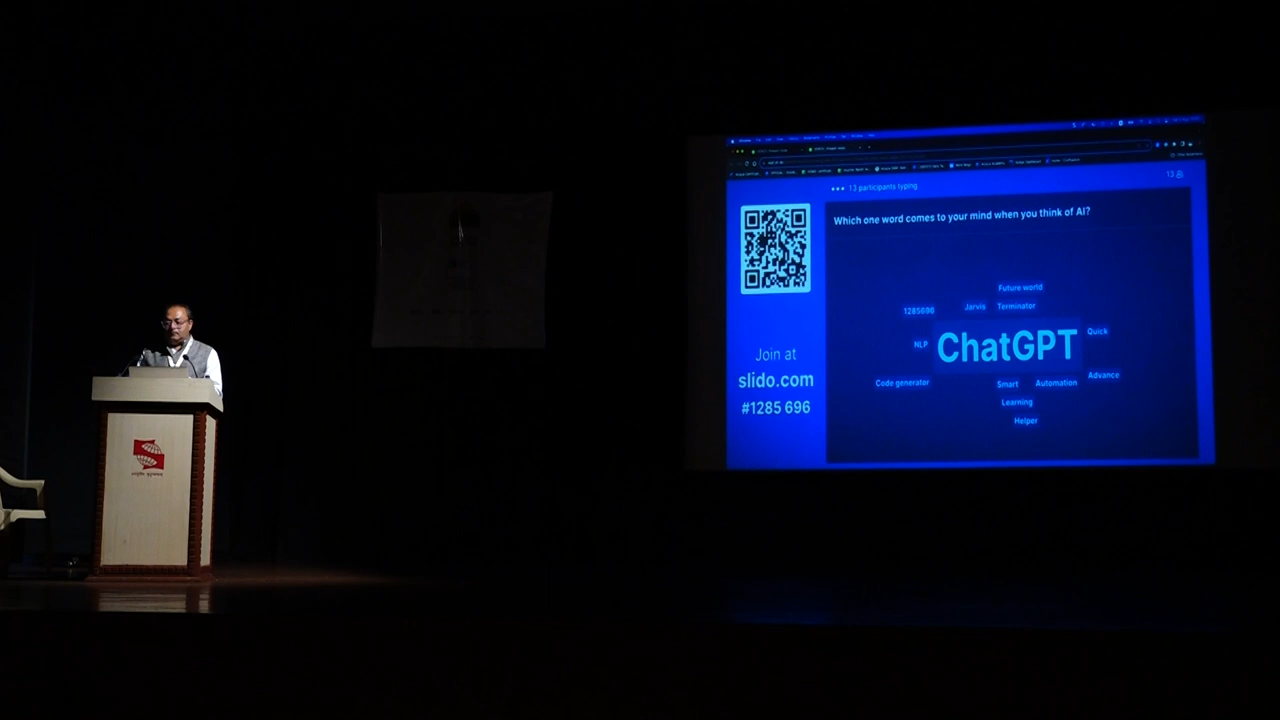 13 participants typing
13
Which one word comes to your mind when you think of AI?
Future world
1285696
Jarvis
Terminator
NLP
ChatGPT
Quick
Code generator
Smart
Automation
Advance
Learning
Helper
Join at
slido.com
#1285 696